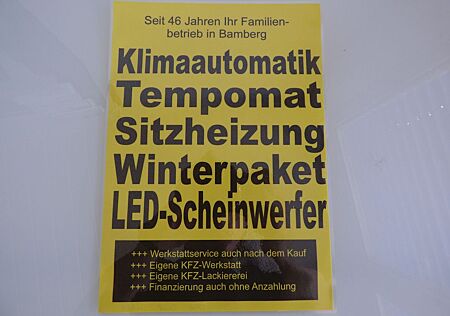 Seit 46 Jahren Ihr Familien-
betrieb in Bamberg
Klimaautomatik
Tempomat
Sitzheizung
Winterpaket
LED-Scheinwerfer
+++ Werkstattservice auch nach dem Kauf
+++ Eigene KFZ-Werkstatt
+++ Eigene KFZ-Lackiererei
+++ Finanzierung auch ohne Anzahlung